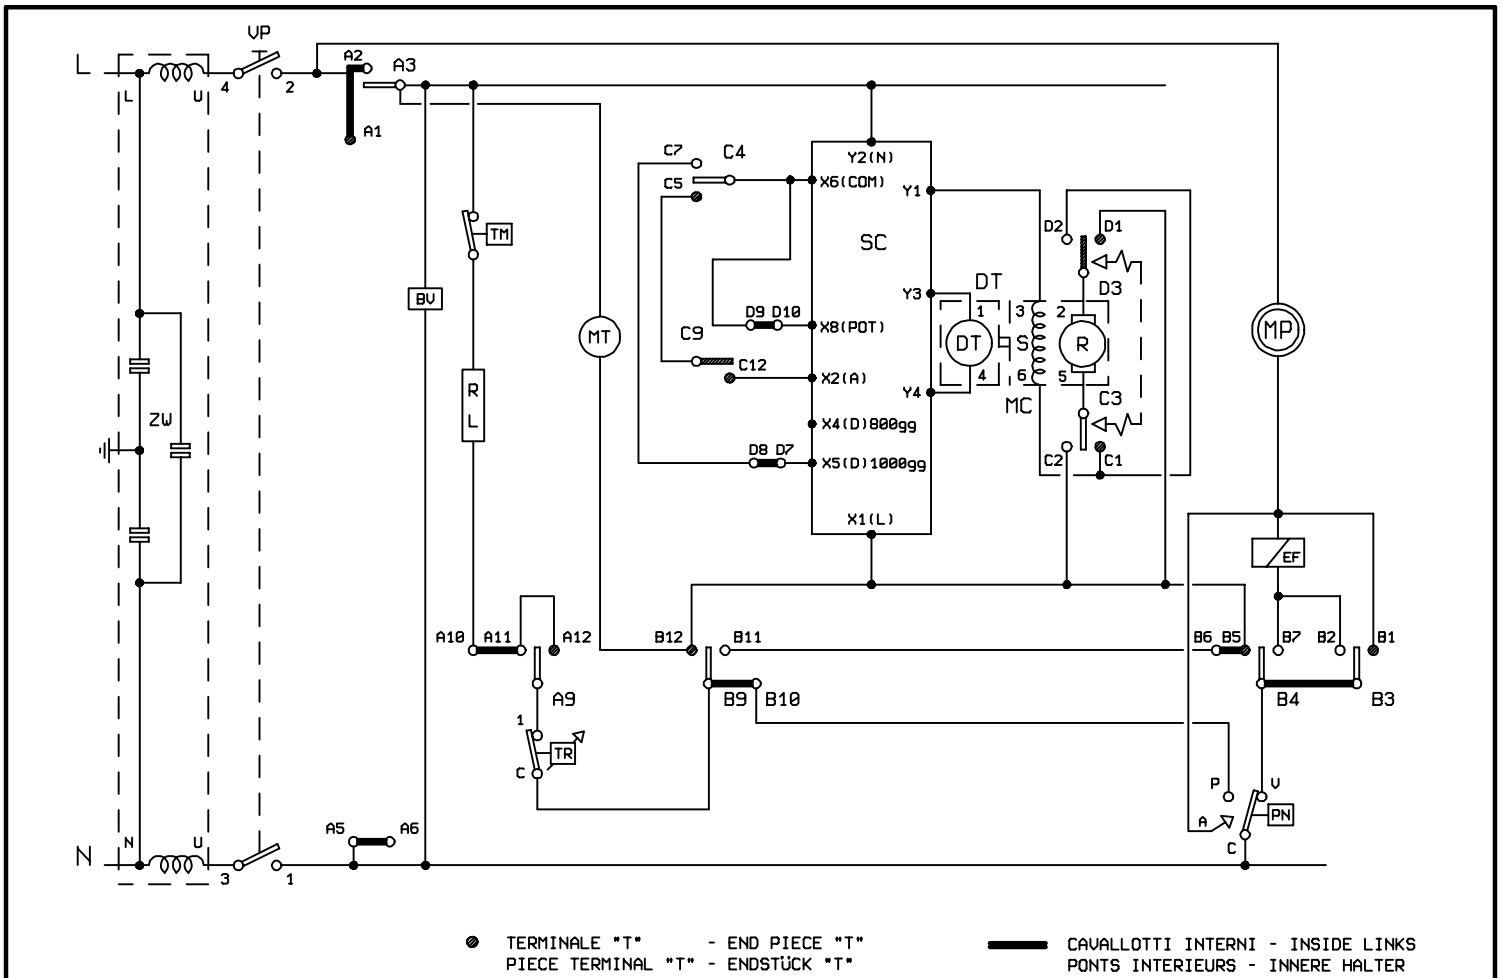 VP
L
A2
A3
L
U
4
2
A1
C7
C4
Y2(N)
C5
X6(COM)
Y1
D2
D1
TM
SC
D3
BV
DT
Y3
1
3
2
D9 D10
X8(POT)
MT
C9
DT
S
R
MP
C12
X2(A)
4
6
5
Y4
MC
C3
R
L
ZW
X4(D)800gg
D8 D7
X5(D)1000gg
C2
C1
X1(L)
EF
A10
A11
A12
B12
B11
B6
B5
B7
B2
B1
A9
B9
B10
B4
B3
1
TR
C
P
V
A
PN
C
A5
A6
N
N
U
3
1
TERMINALE "T" - END PIECE "T"
PIECE TERMINAL "T" - ENDSTÜCK "T"
CAVALLOTTI INTERNI - INSIDE LINKS
PONTS INTERIEURS - INNERE HALTER